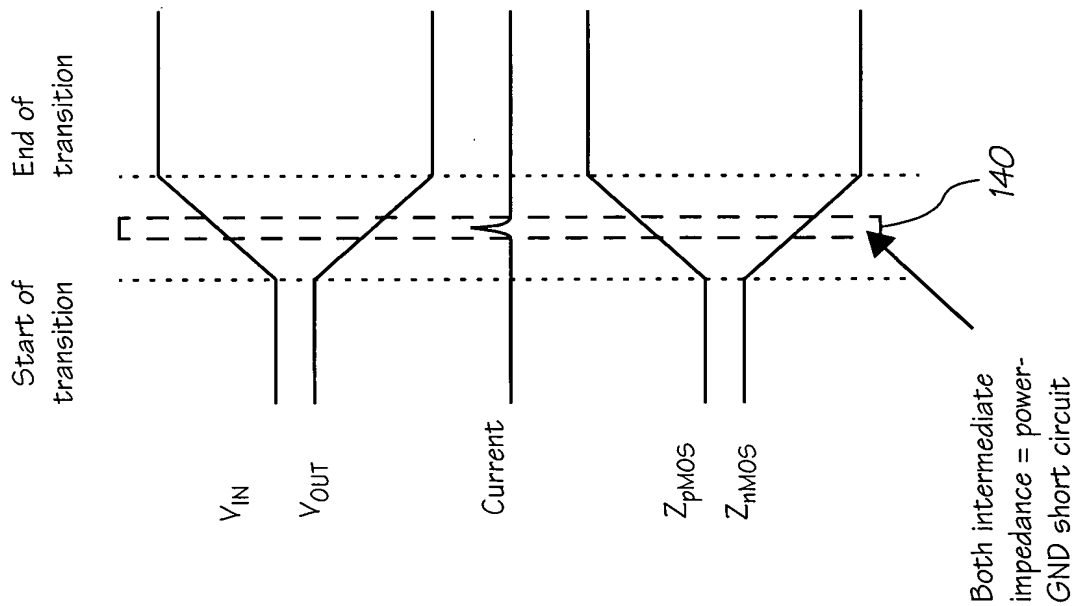 Start of
transition
End of
transition
V_IN
V_OUT
Current
Z_pMOS
Z_nMOS
Both intermediate
impedance = power-
GND short circuit
140